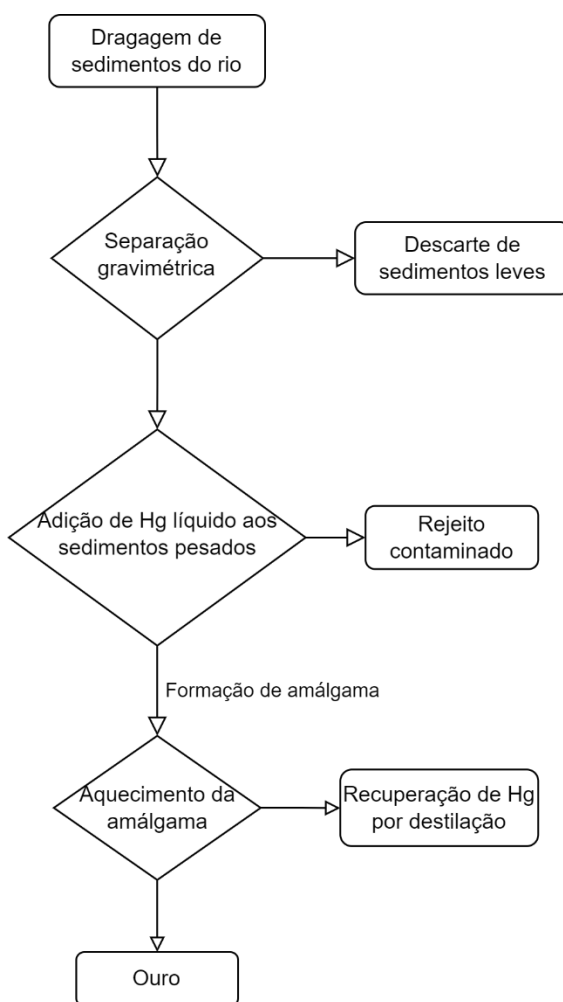 Dragagem de
sedimentos do rio
Separação
gravimétrica
Descarte de
sedimentos leves
Adição de Hg líquido aos
sedimentos pesados
Rejeito
contaminado
Formação de amálgama
Aquecimento da
amálgama
Recuperação de Hg
por destilação
Ouro